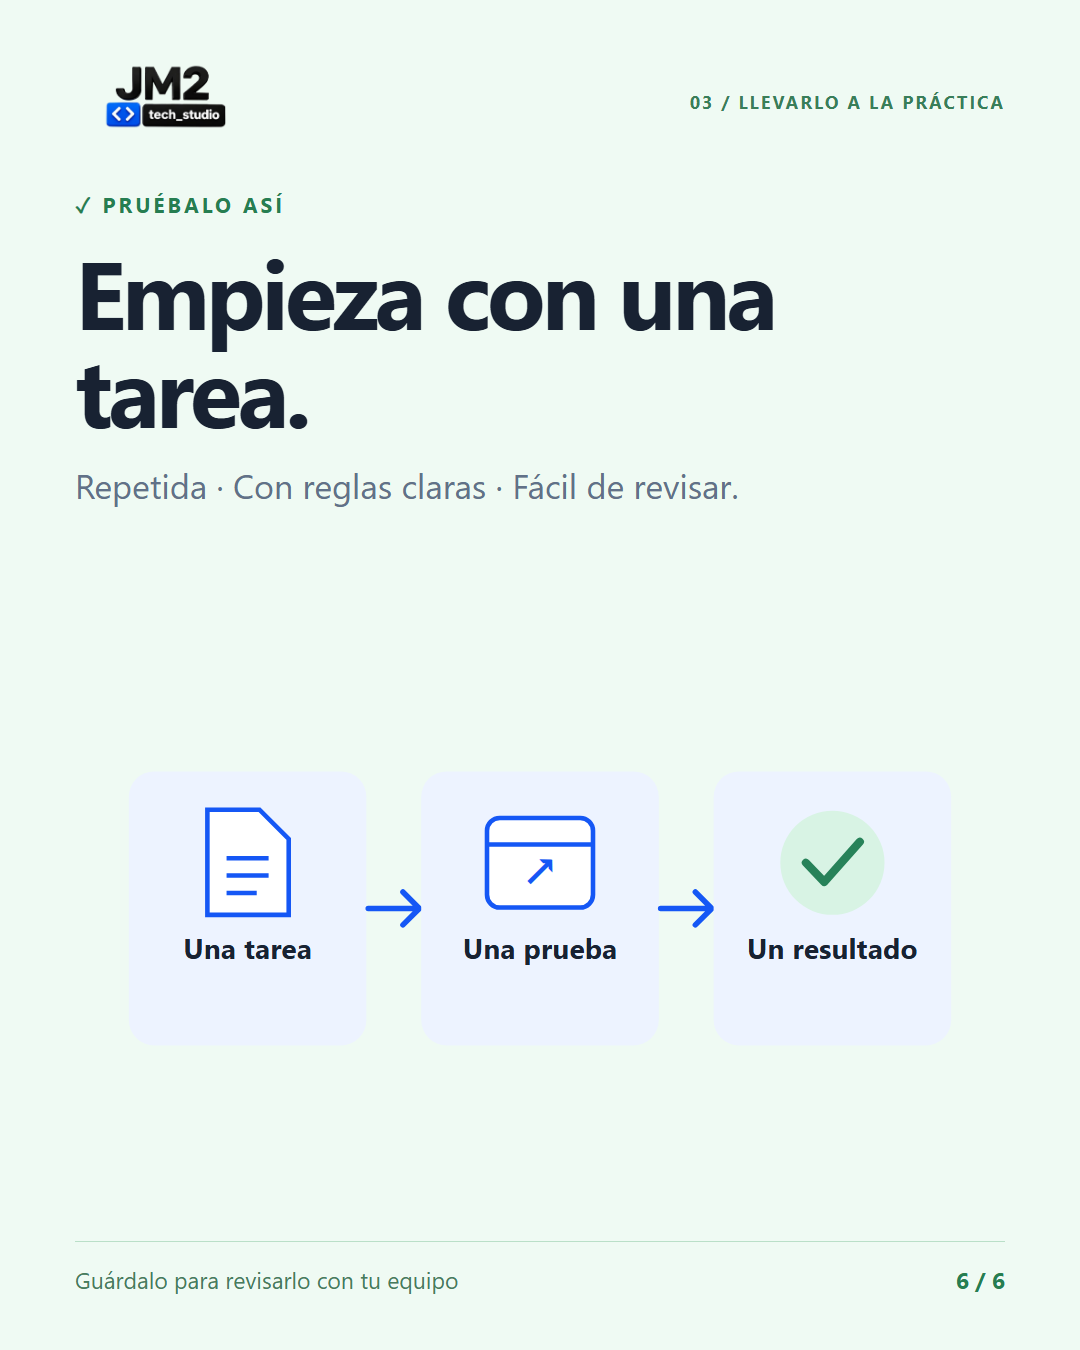 JM2
<> tech_studio
03 / LLEVARLO A LA PRÁCTICA
✓ PRUÉBALO ASÍ
Empieza con una
tarea.
Repetida · Con reglas claras · Fácil de revisar.
Una tarea
Una prueba
Un resultado
Guárdalo para revisarlo con tu equipo
6 / 6